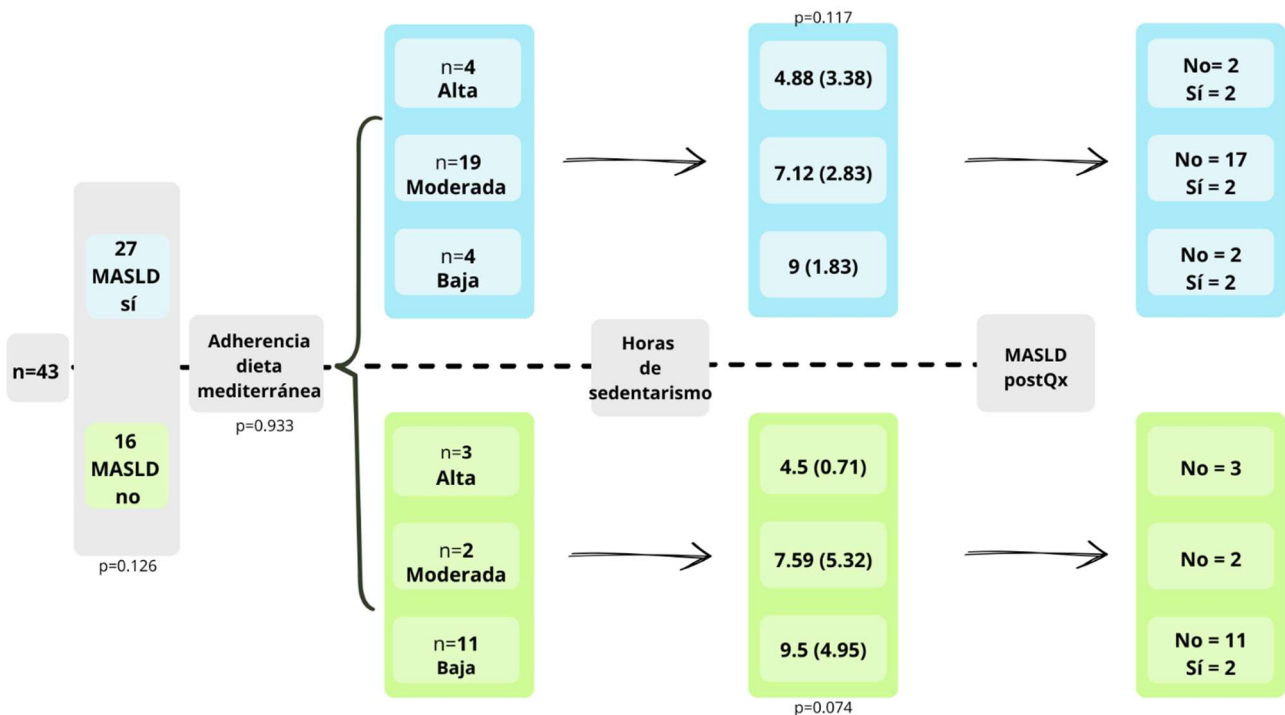 n=43
27
MASLD
sí
16
MASLD
no
p=0.126
Adherencia
dieta
mediterránea
p=0.933
n=4
Alta
n=19
Moderada
n=4
Baja
n=3
Alta
n=2
Moderada
n=11
Baja
p=0.117
4.88 (3.38)
7.12 (2.83)
9 (1.83)
Horas
de
sedentarismo
4.5 (0.71)
7.59 (5.32)
9.5 (4.95)
p=0.074
No= 2
Sí = 2
No = 17
Sí = 2
No = 2
Sí = 2
MASLD
postQx
No = 3
No = 2
No = 11
Sí = 2